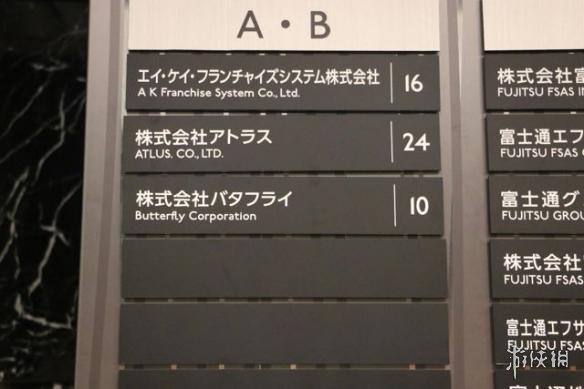 A・B
エイ・ケイ・フランチャイズシステム株式会社
A K Franchise System Co., Ltd.
16
株式会社アトラス
ATLUS. CO., LTD.
24
株式会社バタフライ
Butterfly Corporation
10
株式会社
FUJITSU FSAS
富士通エフ
FUJITSU FSAS
富士通グ
FUJITSU GROU
株式会社
FUJITSU FSAS
富士通エフサ
FUJITSU FSAS
游侠网